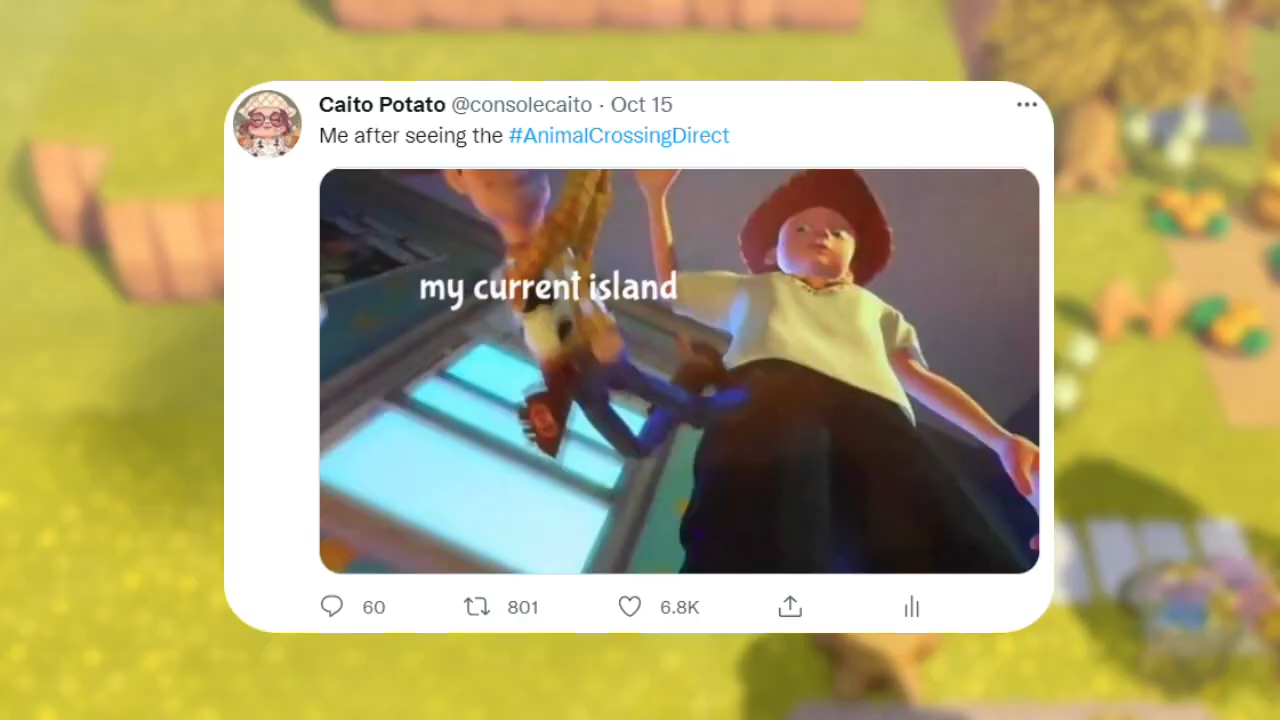 Caito Potato @consolecaito · Oct 15
Me after seeing the #AnimalCrossingDirect
my current island
60 801 6.8K